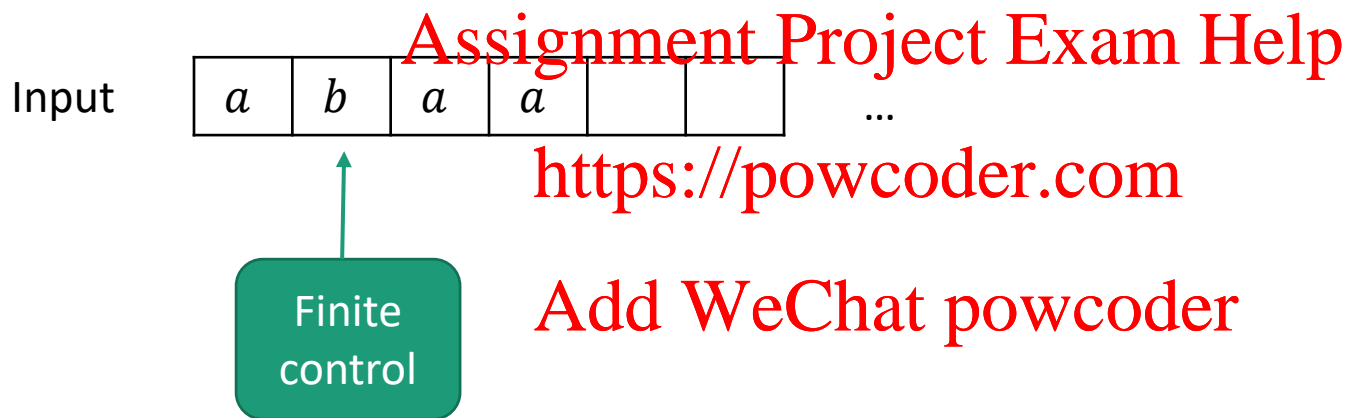 Assignment Project Exam Help
Input a b a a …
https://powcoder.com
Add WeChat powcoder
Finite
control